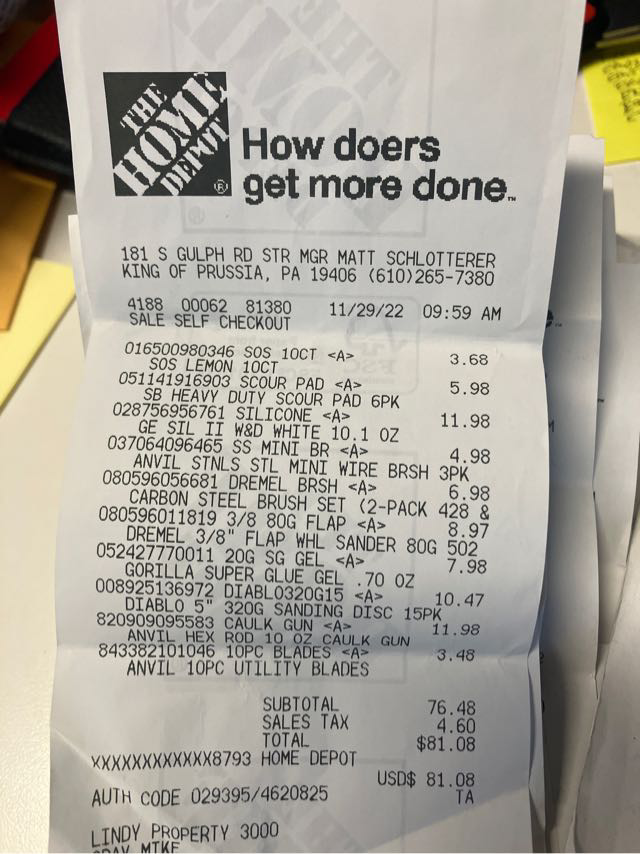 THE
HOME
DEPOT
®
How doers
get more done™
181 S GULPH RD STR MGR MATT SCHLOTTERER
KING OF PRUSSIA, PA 19406 (610)265-7380
4188 00062 81380 11/29/22 09:59 AM
SALE SELF CHECKOUT
016500980346 SOS 10CT <A> 3.68
SOS LEMON 10CT
051141916903 SCOUR PAD <A> 5.98
SB HEAVY DUTY SCOUR PAD 6PK
028756956761 SILICONE <A> 11.98
GE SIL II W&D WHITE 10.1 OZ
037064096465 SS MINI BR <A> 4.98
ANVIL STNLS STL MINI WIRE BRSH 3PK
080596056681 DREMEL BRSH <A> 6.98
CARBON STEEL BRUSH SET (2-PACK 428 &
080596011819 3/8 80G FLAP <A> 8.97
DREMEL 3/8" FLAP WHL SANDER 80G 502
052427770011 20G SG GEL <A> 7.98
GORILLA SUPER GLUE GEL .70 OZ
008925136972 DIABLO320G15 <A> 10.47
DIABLO 5" 320G SANDING DISC 15PK
820909095583 CAULK GUN <A> 11.98
ANVIL HEX ROD 10 OZ CAULK GUN
843382101046 10PC BLADES <A> 3.48
ANVIL 10PC UTILITY BLADES
SUBTOTAL 76.48
SALES TAX 4.60
TOTAL $81.08
XXXXXXXXXXXX8793 HOME DEPOT
USD$ 81.08
AUTH CODE 029395/4620825 TA
LINDY PROPERTY 3000